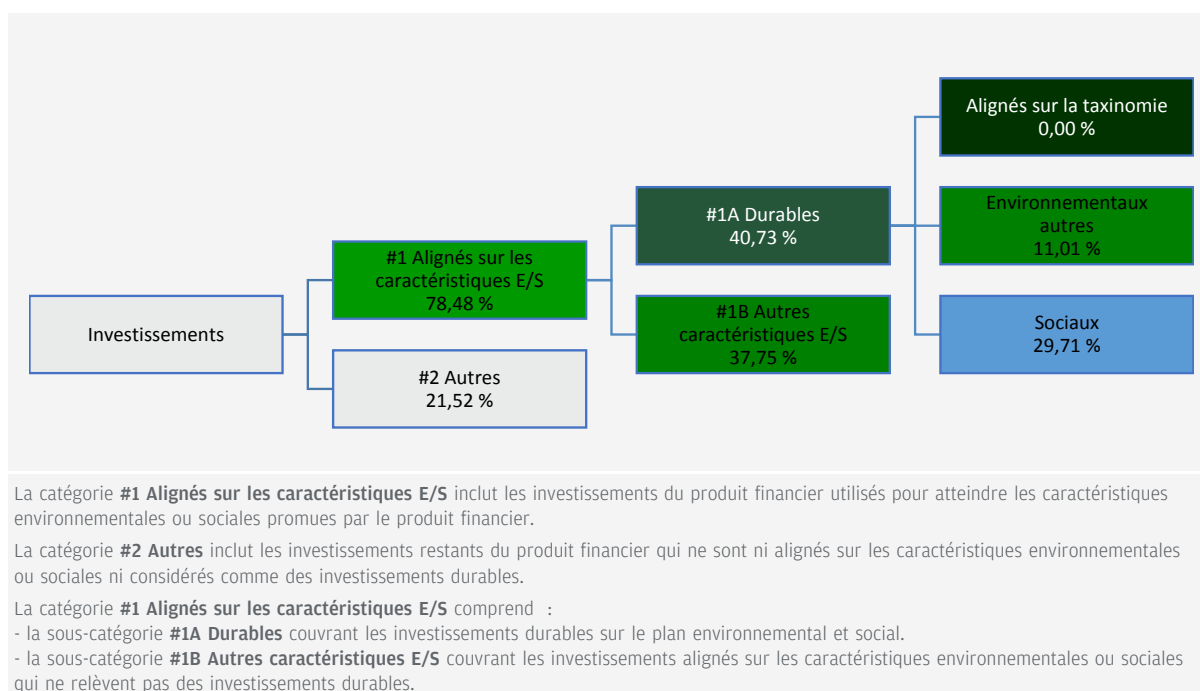 Investissements
#1 Alignés sur les
caractéristiques E/S
78,48 %
#2 Autres
21,52 %
#1A Durables
40,73 %
#1B Autres
caractéristiques E/S
37,75 %
Alignés sur la taxinomie
0,00 %
Environnementaux
autres
11,01 %
Sociaux
29,71 %
La catégorie #1 Alignés sur les caractéristiques E/S inclut les investissements du produit financier utilisés pour atteindre les caractéristiques
environnementales ou sociales promues par le produit financier.
La catégorie #2 Autres inclut les investissements restants du produit financier qui ne sont ni alignés sur les caractéristiques environnementales
ou sociales ni considérés comme des investissements durables.
La catégorie #1 Alignés sur les caractéristiques E/S comprend :
- la sous-catégorie #1A Durables couvrant les investissements durables sur le plan environnemental et social.
- la sous-catégorie #1B Autres caractéristiques E/S couvrant les investissements alignés sur les caractéristiques environnementales ou sociales
qui ne relèvent pas des investissements durables.